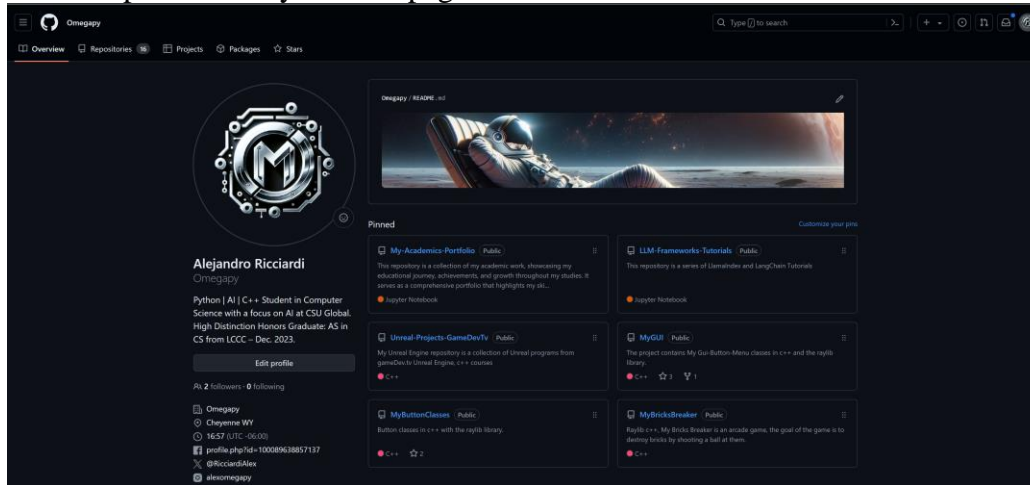 Omegapy
Type / to search
Overview
Repositories 16
Projects
Packages
Stars
Omegapy / README.md
Pinned
Customize your pins
My-Academics-Portfolio Public
This repository is a collection of my academic work, showcasing my
educational journey, achievements, and growth throughout my studies. It
serves as a comprehensive portfolio that highlights my ski...
Jupyter Notebook
LLM-Frameworks-Tutorials Public
This repository is a series of LlamaIndex and LangChain Tutorials
Jupyter Notebook
Unreal-Projects-GameDevTv Public
My Unreal Engine repository is a collection of Unreal programs from
gameDev.tv Unreal Engine, c++ courses
C++
MyGUI Public
The project contains My Gui-Button-Menu classes in c++ and the raylib
library.
C++ 3 1
MyButtonClasses Public
Button classes in c++ with the raylib library.
C++ 2
MyBricksBreaker Public
Raylib c++, My Bricks Breaker is an arcade game, the goal of the game is to
destroy bricks by shooting a ball at them.
C++
M
Alejandro Ricciardi
Omegapy
Python | AI | C++ Student in Computer
Science with a focus on AI at CSU Global.
High Distinction Honors Graduate: AS in
CS from LCCC – Dec. 2023.
Edit profile
2 followers · 0 following
Omegapy
Cheyenne WY
16:57 (UTC -06:00)
profile.php?id=100089638857137
@RicciardiAlex
alexomegapy